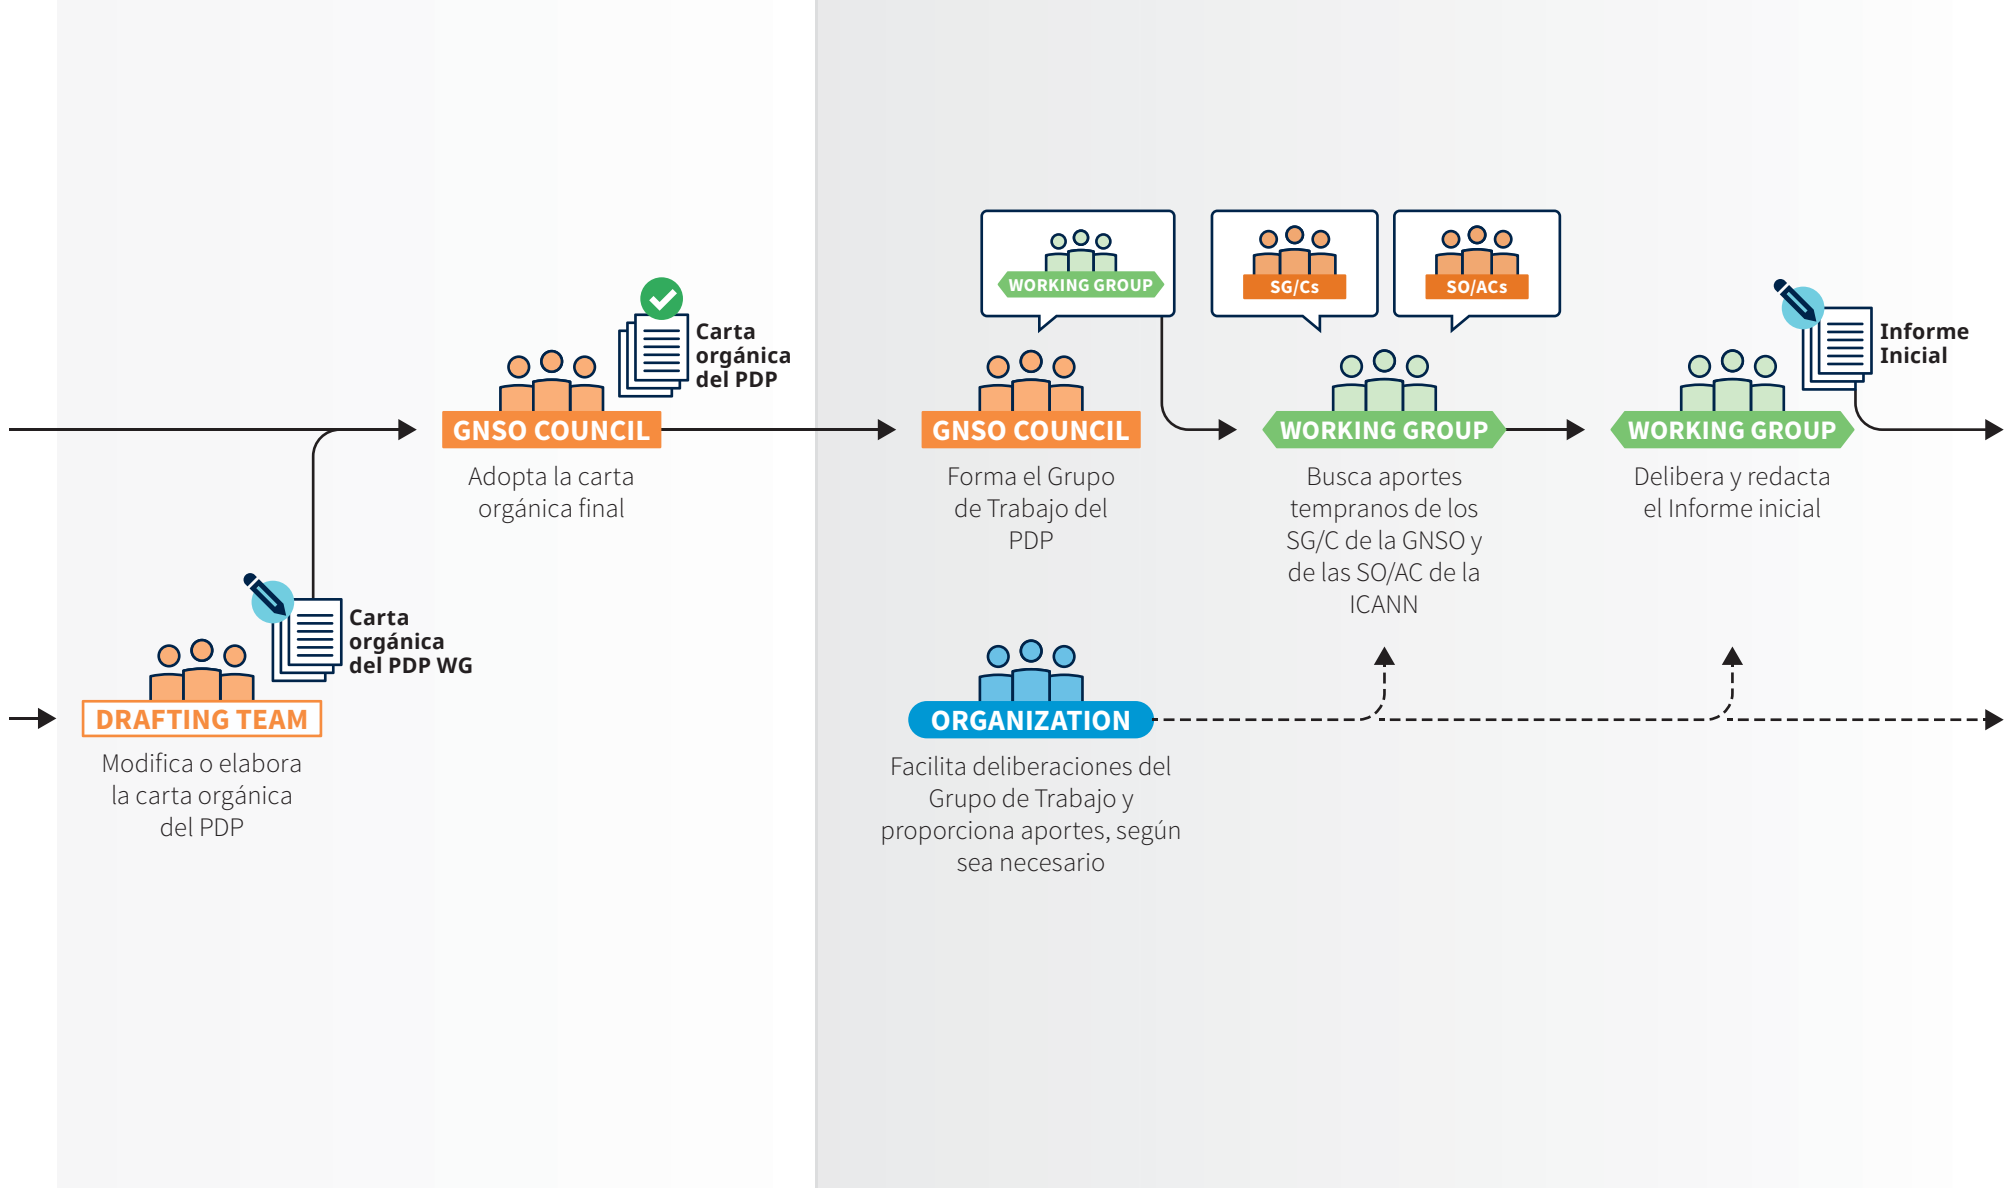 Carta
orgánica
del PDP
GNSO COUNCIL
Adopta la carta
orgánica final
Carta
orgánica
del PDP WG
DRAFTING TEAM
Modifica o elabora
la carta orgánica
del PDP
WORKING GROUP
GNSO COUNCIL
Forma el Grupo
de Trabajo del
PDP
SG/Cs
SO/ACs
WORKING GROUP
Busca aportes
tempranos de los
SG/C de la GNSO y
de las SO/AC de la
ICANN
Informe
Inicial
WORKING GROUP
Delibera y redacta
el Informe inicial
ORGANIZATION
Facilita deliberaciones del
Grupo de Trabajo y
proporciona aportes, según
sea necesario